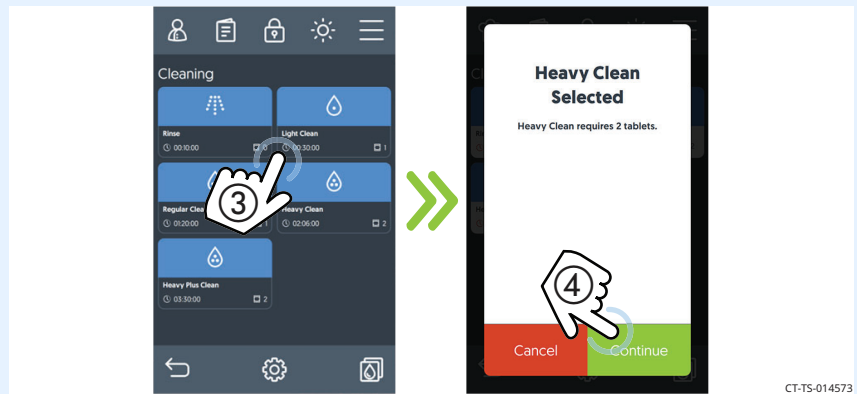 Cleaning
Rinse
00:10:00 0
Light Clean
00:30:00 1
3
Regular Clea
01:20:00 1
Heavy Clean
02:06:00 2
Heavy Plus Clean
03:30:00 2
Heavy Clean
Selected
Heavy Clean requires 2 tablets.
4
Cancel
Continue
CT-TS-014573